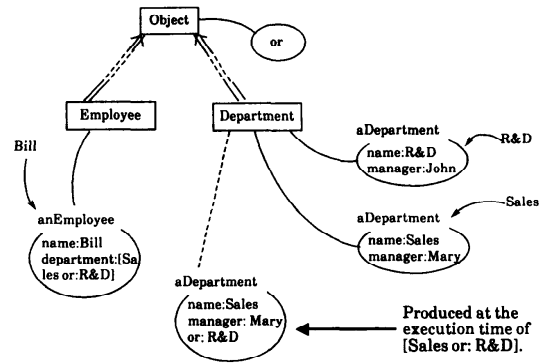 Object
or
Employee
Department
Bill
aDepartment
name:R&D
manager:John
R&D
anEmployee
name:Bill
department:[Sa
les or:R&D]
aDepartment
name:Sales
manager:Mary
Sales
aDepartment
name:Sales
manager: Mary
or: R&D
Produced at the
execution time of
[Sales or: R&D].